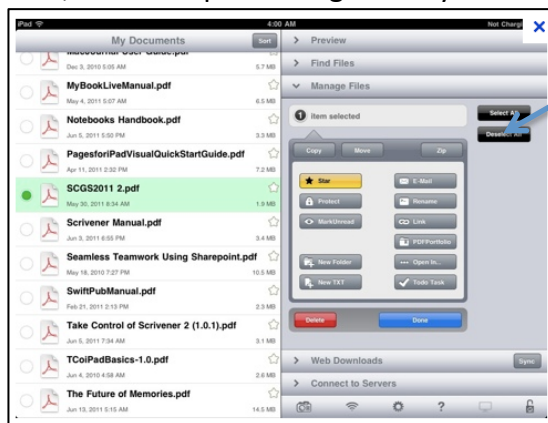 iPad
4:00 AM
Not Chargi
My Documents
Sort
Dec 3, 2010 5:05 AM
5.7 MB
MyBookLiveManual.pdf
May 4, 2011 5:07 AM
6.5 MB
Notebooks Handbook.pdf
Jun 5, 2011 5:50 PM
3.3 MB
PagesforiPadVisualQuickStartGuide.pdf
Apr 11, 2011 2:32 PM
7.2 MB
SCGS2011 2.pdf
May 30, 2011 8:34 AM
1.9 MB
Scrivener Manual.pdf
Jun 3, 2011 6:55 PM
3.4 MB
Seamless Teamwork Using Sharepoint.pdf
May 18, 2010 7:27 PM
10.5 MB
SwiftPubManual.pdf
Feb 21, 2011 2:13 PM
2.3 MB
Take Control of Scrivener 2 (1.0.1).pdf
Jun 5, 2011 7:34 AM
3.1 MB
TCoiPadBasics-1.0.pdf
Jun 4, 2010 4:58 AM
2.6 MB
The Future of Memories.pdf
Jun 13, 2011 5:15 AM
14.5 MB
Preview
Find Files
Manage Files
1 item selected
Select All
Deselect All
Copy
Move
Zip
Star
E-Mail
Protect
Rename
MarkUnread
Link
PDFPortfolio
New Folder
Open In...
New TXT
Todo Task
Delete
Done
Web Downloads
Sync
Connect to Servers
?